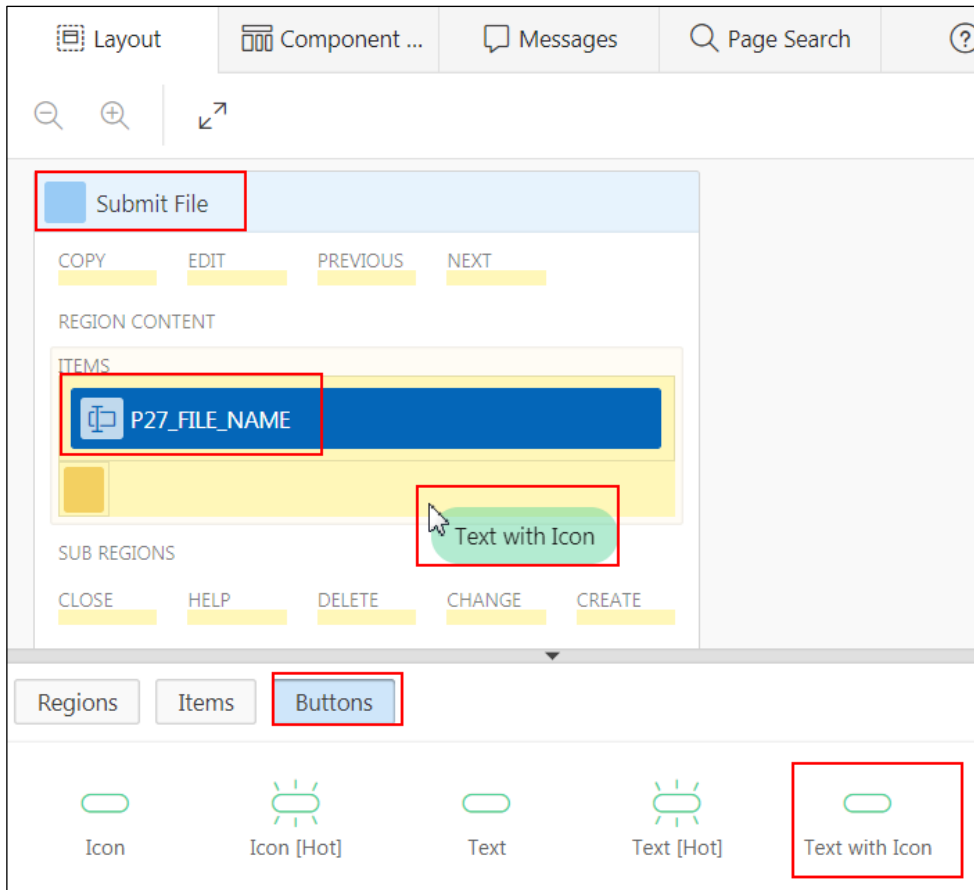 Layout
Component ...
Messages
Page Search
?
Submit File
COPY EDIT PREVIOUS NEXT
REGION CONTENT
ITEMS
P27_FILE_NAME
Text with Icon
SUB REGIONS
CLOSE HELP DELETE CHANGE CREATE
Regions Items Buttons
Icon Icon [Hot] Text Text [Hot] Text with Icon